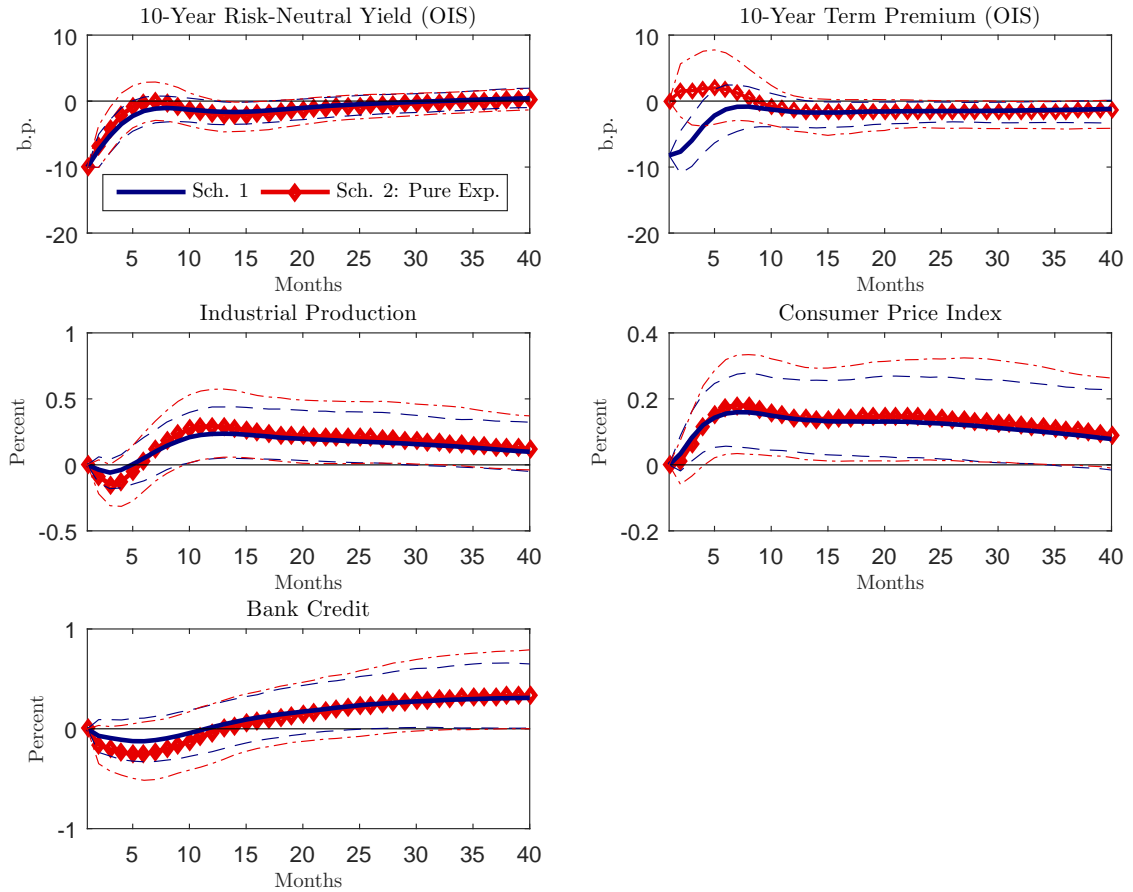 10-Year Risk-Neutral Yield (OIS)
10
0
-10
-20
b.p.
Sch. 1
Sch. 2: Pure Exp.
5 10 15 20 25 30 35 40
Months
10-Year Term Premium (OIS)
10
0
-10
-20
b.p.
5 10 15 20 25 30 35 40
Months
Industrial Production
1
0.5
0
-0.5
Percent
5 10 15 20 25 30 35 40
Months
Consumer Price Index
0.4
0.2
0
-0.2
Percent
5 10 15 20 25 30 35 40
Months
Bank Credit
1
0
-1
Percent
5 10 15 20 25 30 35 40
Months